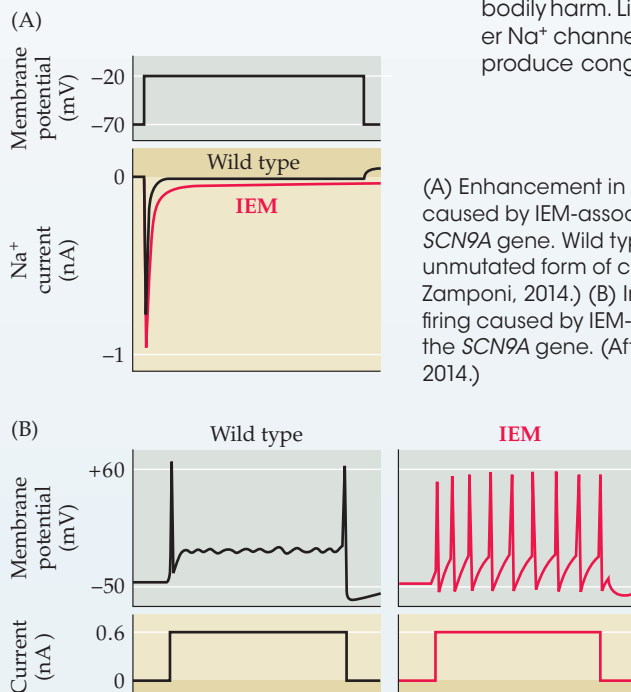 bodily harm. Li
er Na⁺ channe
produce cong
(A)
Membrane
potential
(mV)
–20
–70
Wild type
IEM
Na⁺
current
(nA)
0
–1
(A) Enhancement in
caused by IEM-assoc
SCN9A gene. Wild typ
unmutated form of c
Zamponi, 2014.) (B) In
firing caused by IEM-
the SCN9A gene. (Aft
2014.)
(B)
Wild type
IEM
Membrane
potential
(mV)
+60
–50
Current
(nA)
0.6
0